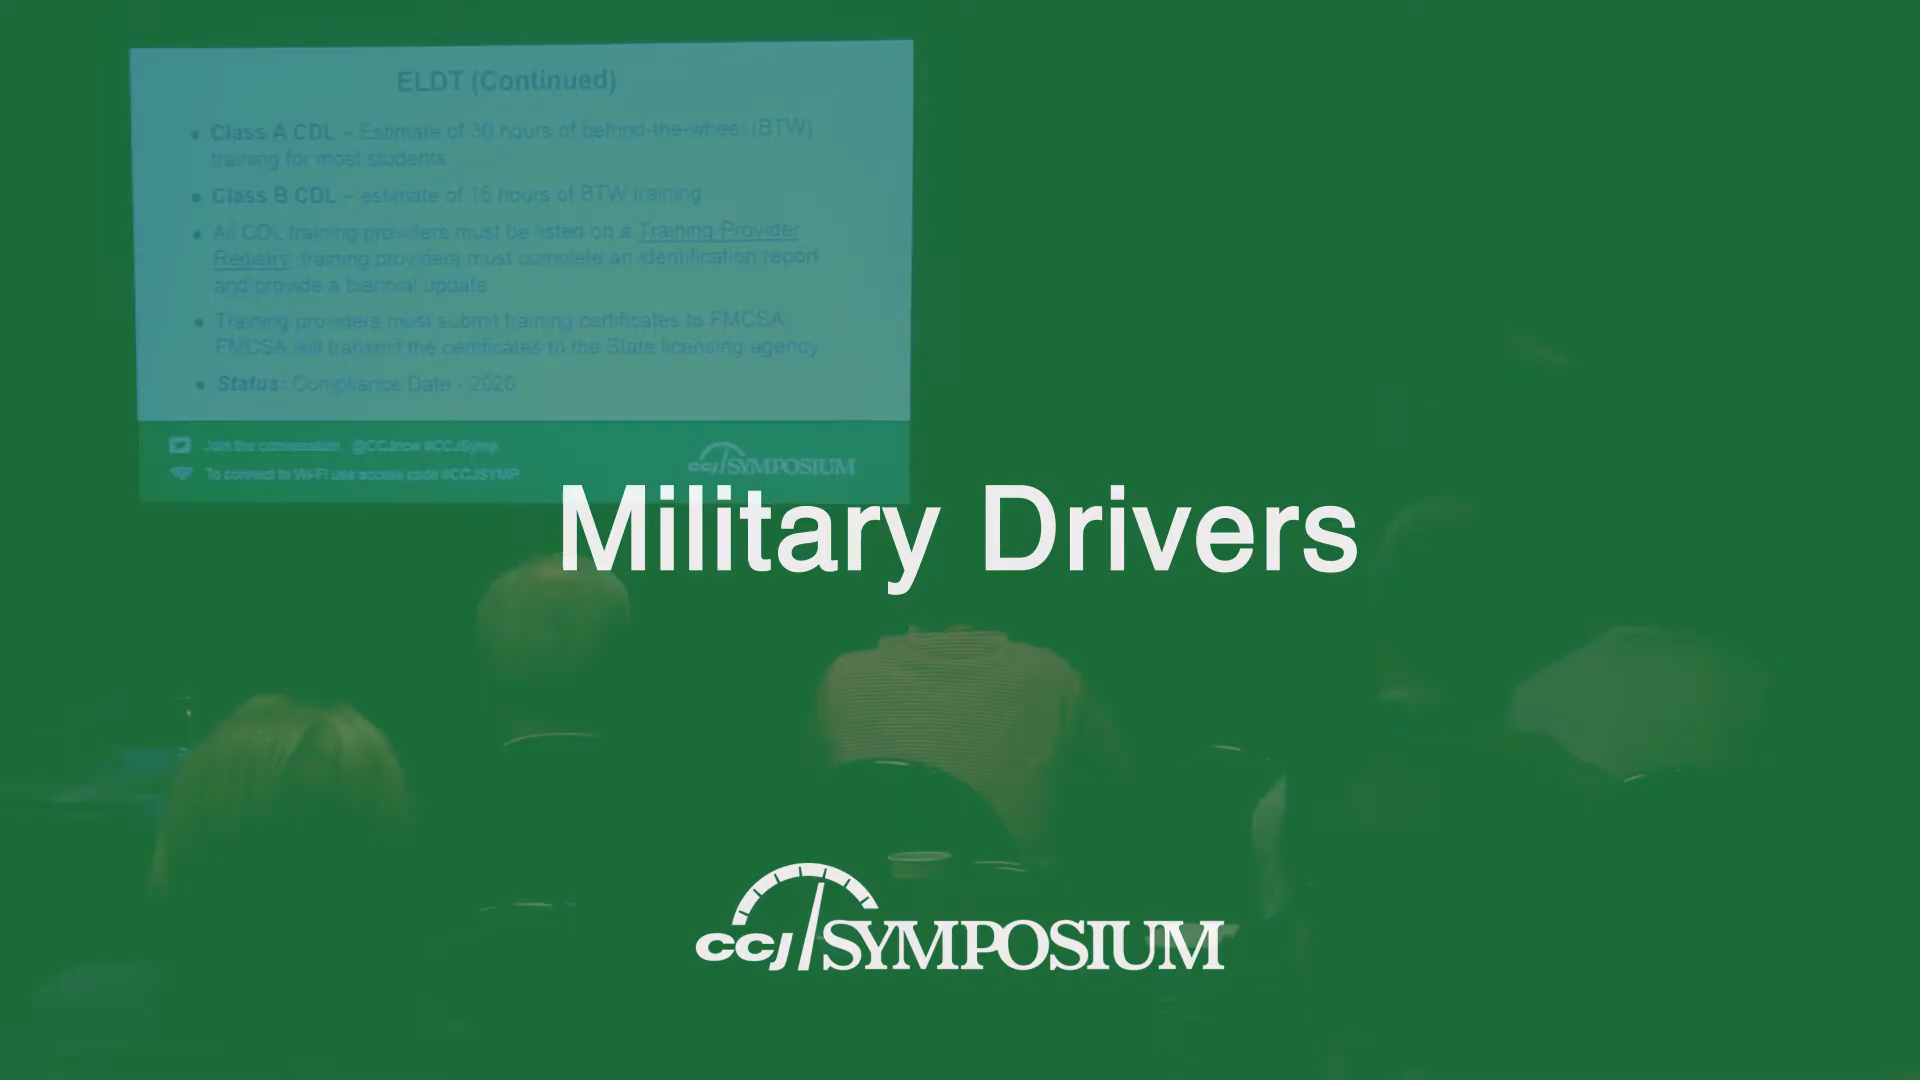 ELDT (Continued)
• Class A CDL – Estimate of 30 hours of behind-the-wheel (BTW)
training for most students
• Class B CDL – estimate of 15 hours of BTW training
• All CDL training providers must be listed on a Training Provider
Registry; training providers must complete an identification report
and provide a biennial update
• Training providers must submit training certificates to FMCSA
FMCSA will transmit the certificates to the State licensing agency
• Status: Compliance Date - 2020
Join the conversation. @CCJnow #CCJSymp
To connect to Wi-Fi use access code #CCJSYMP
CCJ SYMPOSIUM
Military Drivers
CCJ SYMPOSIUM